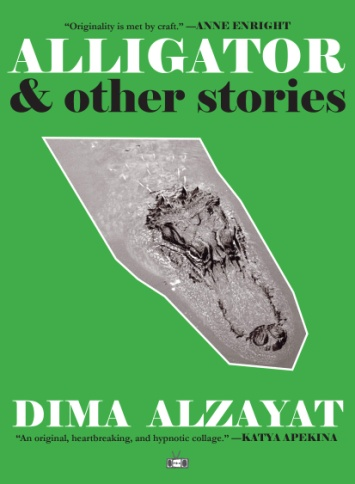 “Originality is met by craft.” —ANNE ENRIGHT
ALLIGATOR
& other stories
DIMA ALZAYAT
“An original, heartbreaking, and hypnotic collage.” —KATYA APEKINA